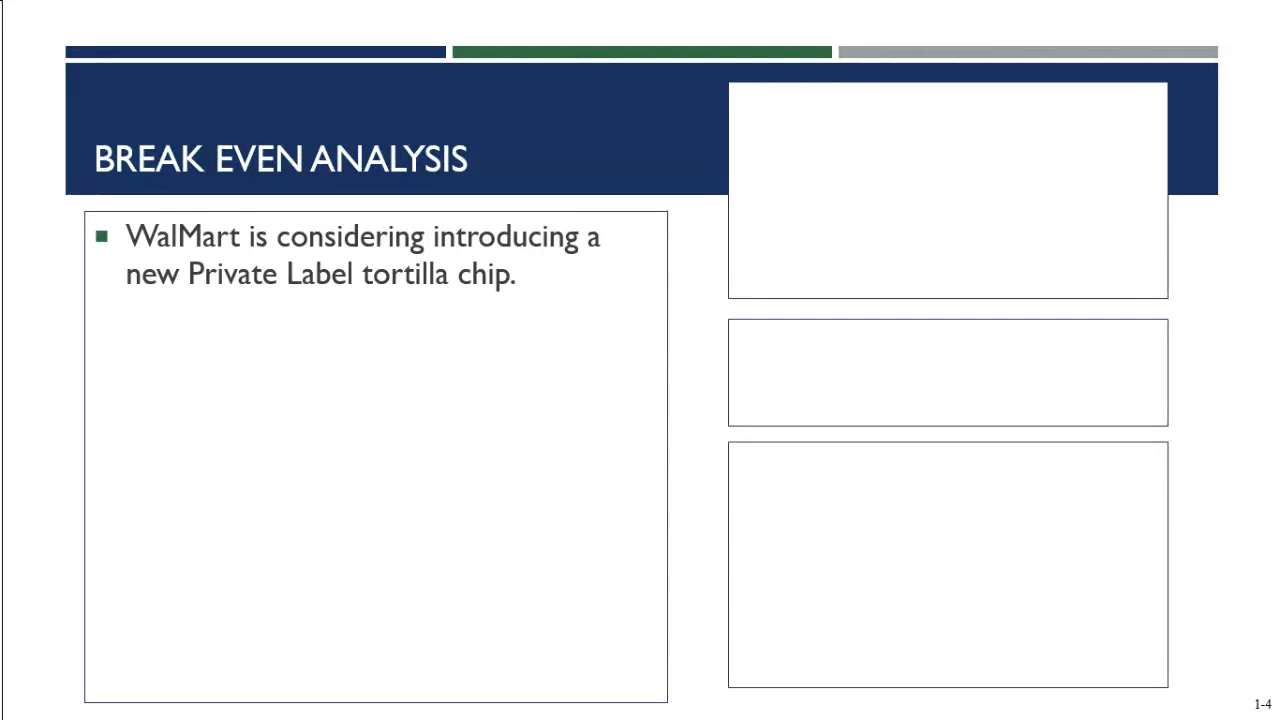 BREAK EVEN ANALYSIS
WalMart is considering introducing a
new Private Label tortilla chip.
1-4